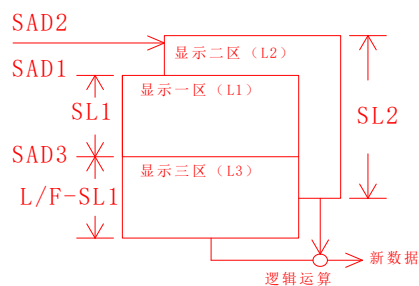 SAD2
显示二区（L2）
SAD1
显示一区（L1）
SL1
SL2
SAD3
显示三区（L3）
L/F-SL1
新数据
逻辑运算